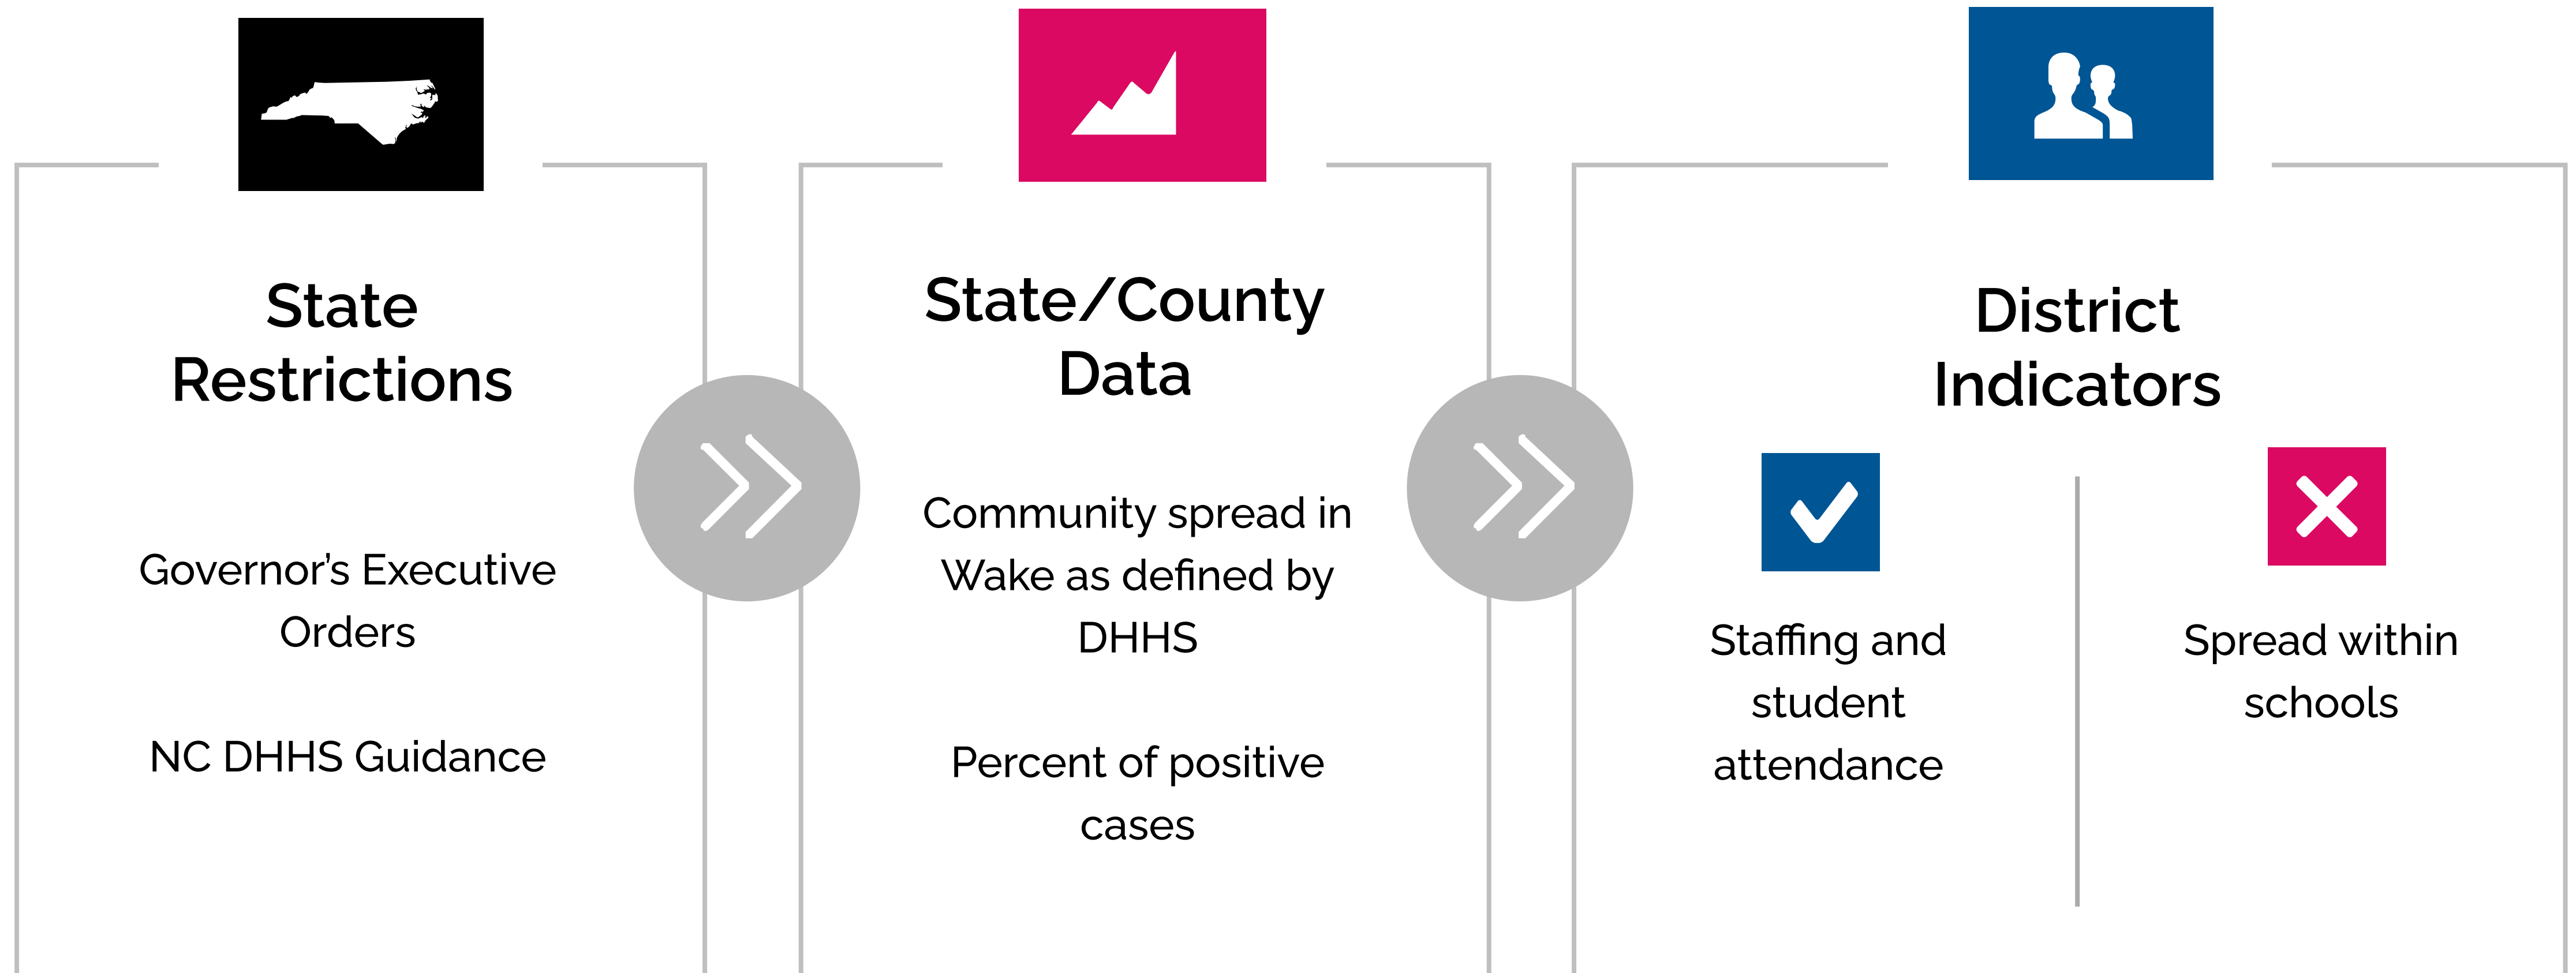 State
Restrictions
Governor’s Executive
Orders
NC DHHS Guidance
State/County
Data
Community spread in
Wake as defined by
DHHS
Percent of positive
cases
District
Indicators
Staffing and
student
attendance
Spread within
schools